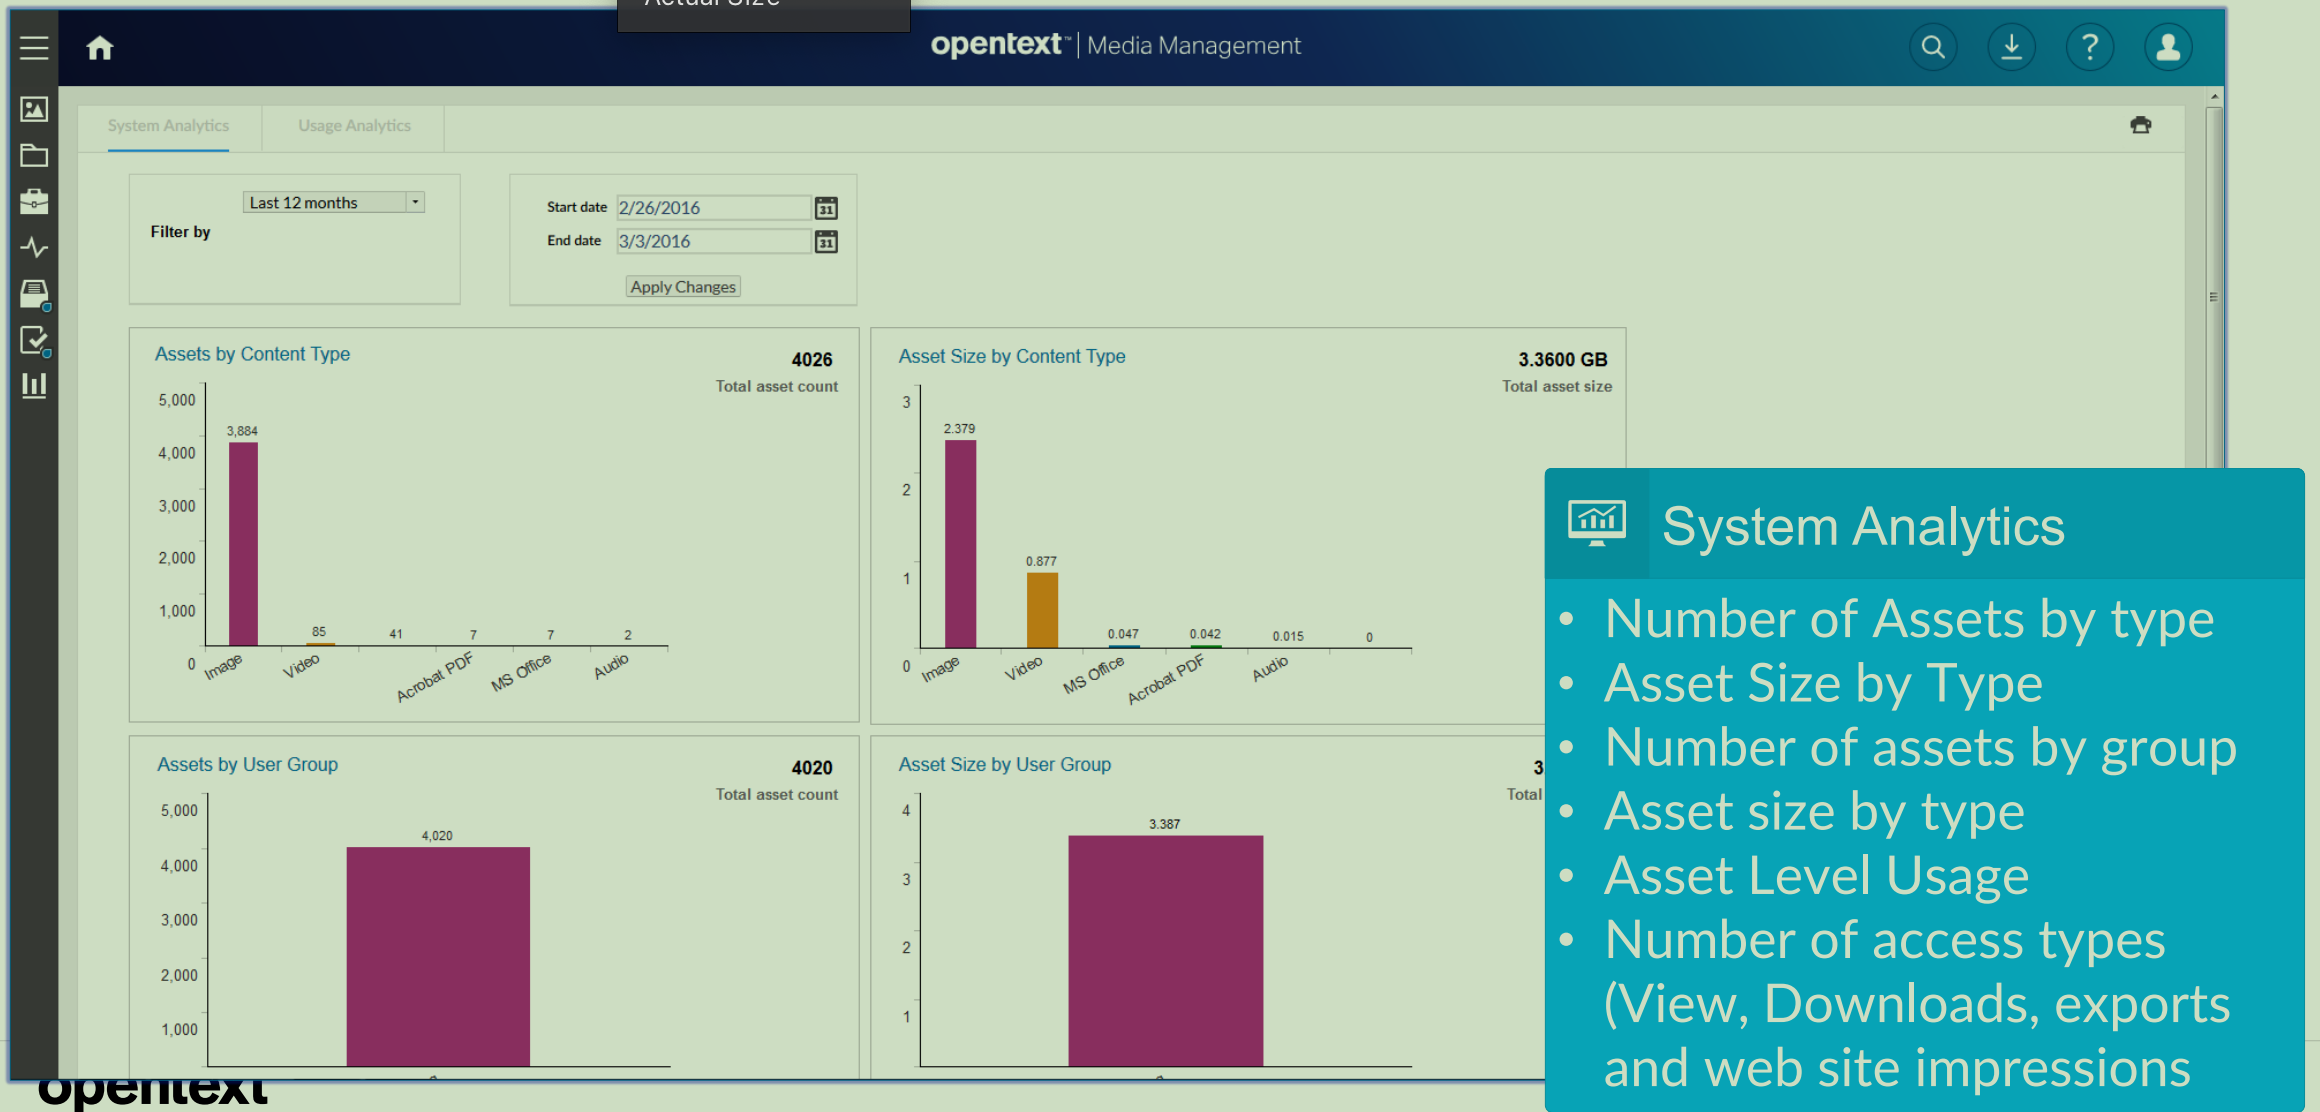 Actual Size
opentext™ | Media Management
System Analytics
Usage Analytics
Filter by
Last 12 months
Start date 2/26/2016
31
End date 3/3/2016
31
Apply Changes
Assets by Content Type
4026
Total asset count
5,000
4,000
3,000
2,000
1,000
0
3,884
85
41
7
7
2
Image
Video
Acrobat PDF
MS Office
Audio
Asset Size by Content Type
3.3600 GB
Total asset size
3
2
1
0
2.379
0.877
0.047
0.042
0.015
0
Image
Video
MS Office
Acrobat PDF
Audio
Assets by User Group
4020
Total asset count
5,000
4,000
3,000
2,000
1,000
4,020
Asset Size by User Group
3
Total
4
3
2
1
3.387
System Analytics
• Number of Assets by type
• Asset Size by Type
• Number of assets by group
• Asset size by type
• Asset Level Usage
• Number of access types
(View, Downloads, exports
and web site impressions
opentext